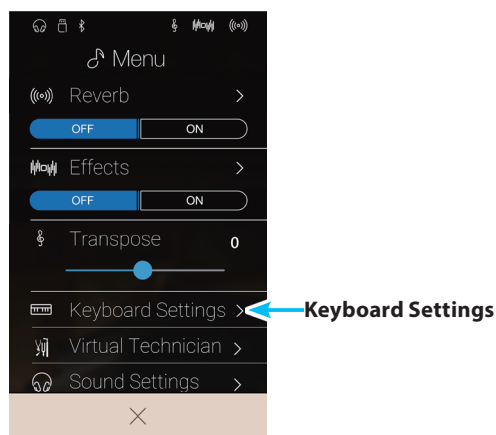 Menu
Reverb
OFF ON
Effects
OFF ON
Transpose 0
Keyboard Settings
Keyboard Settings
Virtual Technician
Sound Settings